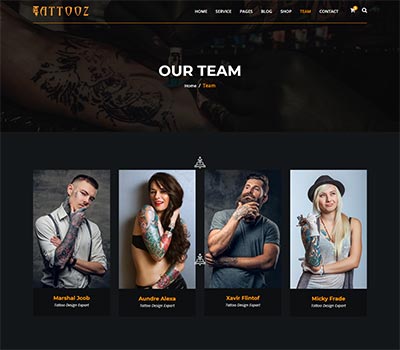 TATTOOZ
HOME SERVICE PAGES BLOG SHOP TEAM CONTACT
OUR TEAM
Home / Team
Marshal Joob
Tattoo Design Expert
Aundre Alexa
Tattoo Design Expert
Xavir Flintof
Tattoo Design Expert
Micky Frade
Tattoo Design Expert